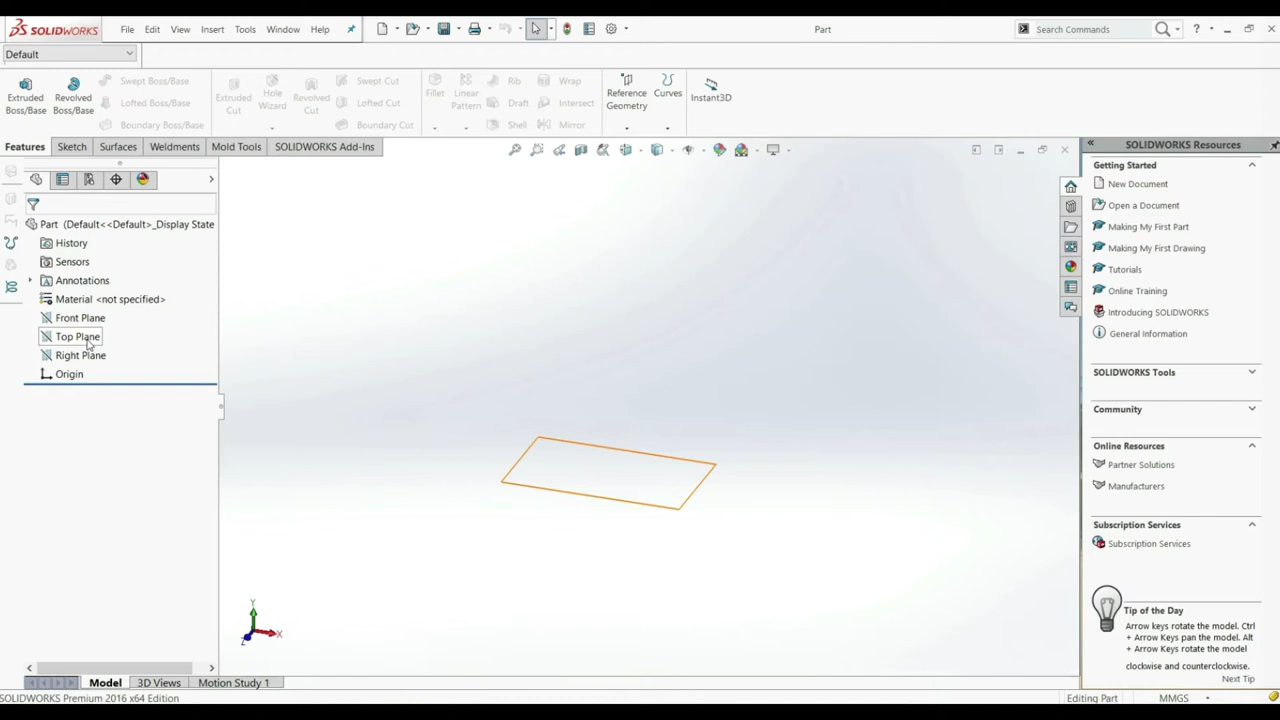 SOLIDWORKS
File Edit View Insert Tools Window Help
Part
Search Commands
Default
Extruded Boss/Base
Revolved Boss/Base
Swept Boss/Base
Lofted Boss/Base
Boundary Boss/Base
Extruded Cut
Hole Wizard
Revolved Cut
Swept Cut
Lofted Cut
Boundary Cut
Fillet
Linear Pattern
Rib
Draft
Shell
Wrap
Intersect
Mirror
Reference Geometry
Curves
Instant3D
Features Sketch Surfaces Weldments Mold Tools SOLIDWORKS Add-Ins
Part (Default<<Default>_Display State
History
Sensors
Annotations
Material <not specified>
Front Plane
Top Plane
Right Plane
Origin
Y
X
Z
SOLIDWORKS Resources
Getting Started
New Document
Open a Document
Making My First Part
Making My First Drawing
Tutorials
Online Training
Introducing SOLIDWORKS
General Information
SOLIDWORKS Tools
Community
Online Resources
Partner Solutions
Manufacturers
Subscription Services
Subscription Services
Tip of the Day
Arrow keys rotate the model. Ctrl
+ Arrow Keys pan the model. Alt
+ Arrow Keys rotate the model
clockwise and counterclockwise.
Next Tip
Model 3D Views Motion Study 1
SOLIDWORKS Premium 2016 x64 Edition
Editing Part
MMGS